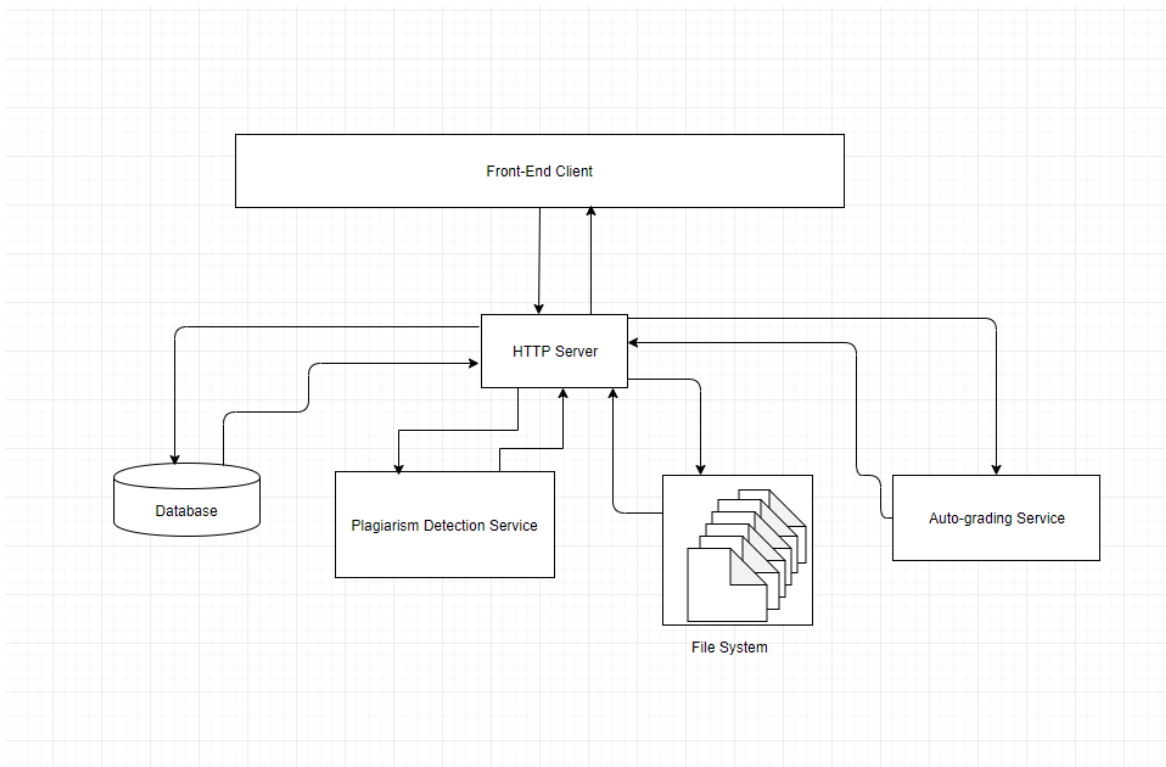 Front-End Client
HTTP Server
Database
Plagiarism Detection Service
Auto-grading Service
File System